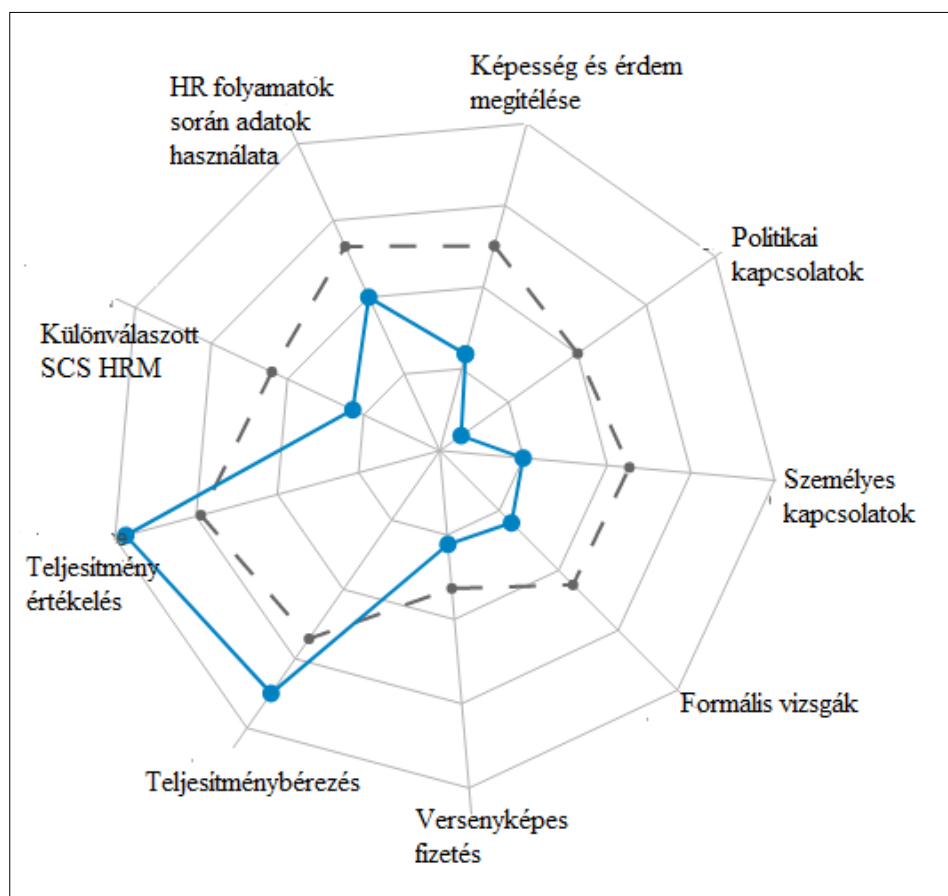 HR folyamatok
során adatok
használata
Képesség és érdem
megítélése
Politikai
kapcsolatok
Különválaszott
SCS HRM
Személyes
kapcsolatok
Teljesítmény
értékelés
Formális vizsgák
Teljesítménybérezés
Versenyképes
fizetés